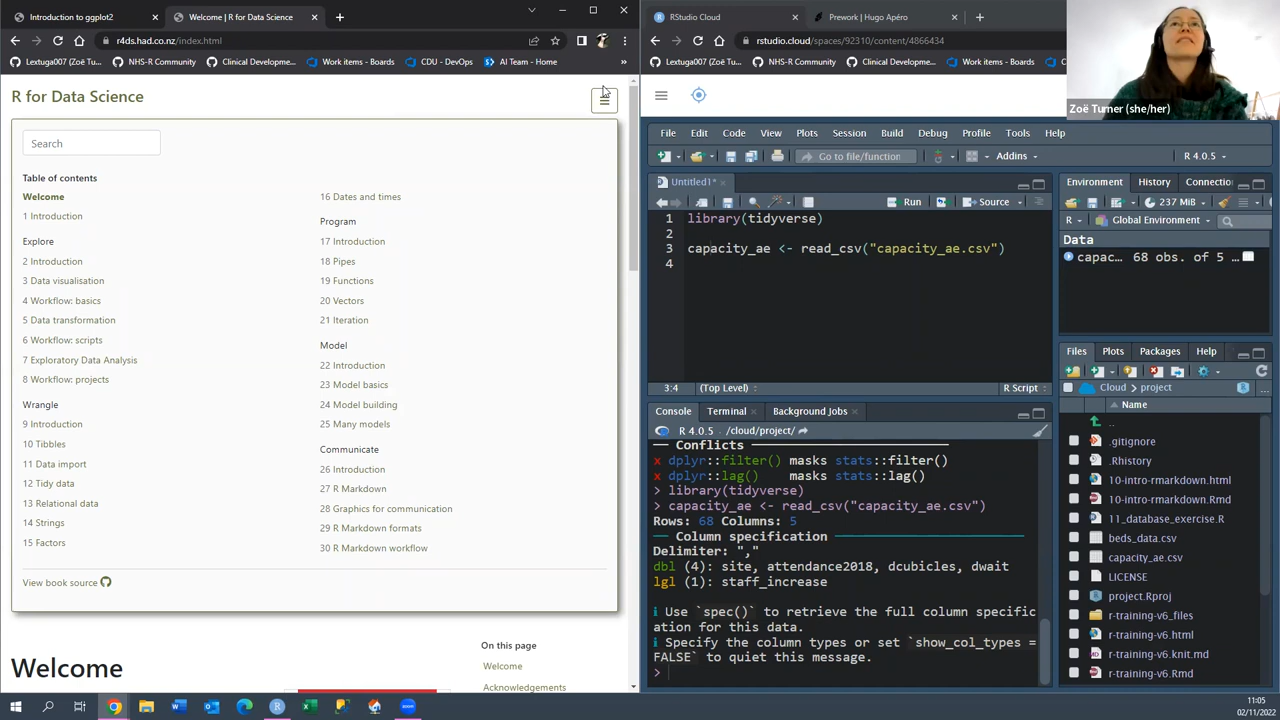 Introduction to ggplot2
Welcome | R for Data Science
r4ds.had.co.nz/index.html
Lextuga007 (Zoë Tu...
NHS-R Community
Clinical Developme...
Work items - Boards
CDU - DevOps
AI Team - Home
»
R for Data Science
Search
Table of contents
Welcome
1 Introduction
Explore
2 Introduction
3 Data visualisation
4 Workflow: basics
5 Data transformation
6 Workflow: scripts
7 Exploratory Data Analysis
8 Workflow: projects
Wrangle
9 Introduction
10 Tibbles
11 Data import
12 Tidy data
13 Relational data
14 Strings
15 Factors
16 Dates and times
Program
17 Introduction
18 Pipes
19 Functions
20 Vectors
21 Iteration
Model
22 Introduction
23 Model basics
24 Model building
25 Many models
Communicate
26 Introduction
27 R Markdown
28 Graphics for communication
29 R Markdown formats
30 R Markdown workflow
View book source
Welcome
On this page
Welcome
Acknowledgements
RStudio Cloud
Prework | Hugo Apéro
rstudio.cloud/spaces/92310/content/4866434
Lextuga007 (Zoë Tu...
NHS-R Community
Clinical Developme...
Work items - Boards
Zoë Turner (she/her)
File Edit Code View Plots Session Build Debug Profile Tools Help
Go to file/function
Addins
R 4.0.5
Untitled1*
Run
Source
1 library(tidyverse)
2
3 capacity_ae <- read_csv("capacity_ae.csv")
4
3:4 (Top Level)
R Script
Console Terminal Background Jobs
R 4.0.5 . /cloud/project/
— Conflicts
x dplyr::filter() masks stats::filter()
x dplyr::lag() masks stats::lag()
> library(tidyverse)
> capacity_ae <- read_csv("capacity_ae.csv")
Rows: 68 Columns: 5
— Column specification
Delimiter: ","
dbl (4): site, attendance2018, dcubicles, dwait
lgl (1): staff_increase
i Use `spec()` to retrieve the full column specific
ation for this data.
i Specify the column types or set `show_col_types =
FALSE` to quiet this message.
>
Environment History Connectio
237 MiB
R Global Environment
Data
capac... 68 obs. of 5 ...
Files Plots Packages Help
Cloud > project
Name
..
.gitignore
.Rhistory
10-intro-rmarkdown.html
10-intro-rmarkdown.Rmd
11_database_exercise.R
beds_data.csv
capacity_ae.csv
LICENSE
project.Rproj
r-training-v6_files
r-training-v6.html
r-training-v6.knit.md
r-training-v6.Rmd
11:05
02/11/2022